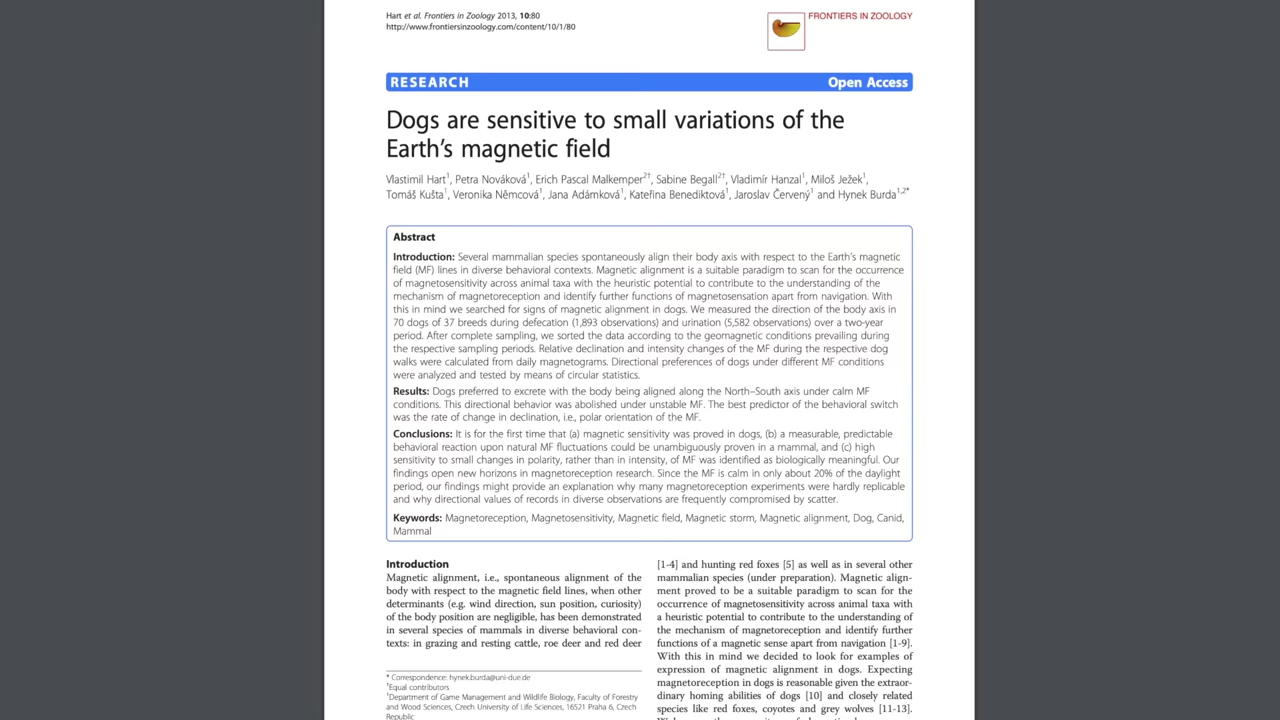 Hart et al. Frontiers in Zoology 2013, 10:80
http://www.frontiersinzoology.com/content/10/1/80
FRONTIERS IN ZOOLOGY
RESEARCH Open Access
Dogs are sensitive to small variations of the
Earth's magnetic field
Vlastimil Hart1, Petra Nováková1, Erich Pascal Malkemper2†, Sabine Begall2†, Vladimír Hanzal1, Miloš Ježek1,
Tomáš Kušta1, Veronika Němcová1, Jana Adámková1, Kateřina Benediktová1, Jaroslav Červený1 and Hynek Burda1,2*
Abstract
Introduction: Several mammalian species spontaneously align their body axis with respect to the Earth's magnetic
field (MF) lines in diverse behavioral contexts. Magnetic alignment is a suitable paradigm to scan for the occurrence
of magnetosensitivity across animal taxa with the heuristic potential to contribute to the understanding of the
mechanism of magnetoreception and identify further functions of magnetosensation apart from navigation. With
this in mind we searched for signs of magnetic alignment in dogs. We measured the direction of the body axis in
70 dogs of 37 breeds during defecation (1,893 observations) and urination (5,582 observations) over a two-year
period. After complete sampling, we sorted the data according to the geomagnetic conditions prevailing during
the respective sampling periods. Relative declination and intensity changes of the MF during the respective dog
walks were calculated from daily magnetograms. Directional preferences of dogs under different MF conditions
were analyzed and tested by means of circular statistics.
Results: Dogs preferred to excrete with the body being aligned along the North–South axis under calm MF
conditions. This directional behavior was abolished under unstable MF. The best predictor of the behavioral switch
was the rate of change in declination, i.e., polar orientation of the MF.
Conclusions: It is for the first time that (a) magnetic sensitivity was proved in dogs, (b) a measurable, predictable
behavioral reaction upon natural MF fluctuations could be unambiguously proven in a mammal, and (c) high
sensitivity to small changes in polarity, rather than in intensity, of MF was identified as biologically meaningful. Our
findings open new horizons in magnetoreception research. Since the MF is calm in only about 20% of the daylight
period, our findings might provide an explanation why many magnetoreception experiments were hardly replicable
and why directional values of records in diverse observations are frequently compromised by scatter.
Keywords: Magnetoreception, Magnetosensitivity, Magnetic field, Magnetic storm, Magnetic alignment, Dog, Canid,
Mammal
Introduction
Magnetic alignment, i.e., spontaneous alignment of the
body with respect to the magnetic field lines, when other
determinants (e.g. wind direction, sun position, curiosity)
of the body position are negligible, has been demonstrated
in several species of mammals in diverse behavioral con-
texts: in grazing and resting cattle, roe deer and red deer
* Correspondence: hynek.burda@uni-due.de
†Equal contributors
1Department of Game Management and Wildlife Biology, Faculty of Forestry
and Wood Sciences, Czech University of Life Sciences, 16521 Praha 6, Czech
Republic
[1-4] and hunting red foxes [5] as well as in several other
mammalian species (under preparation). Magnetic align-
ment proved to be a suitable paradigm to scan for the
occurrence of magnetosensitivity across animal taxa with
a heuristic potential to contribute to the understanding of
the mechanism of magnetoreception and identify further
functions of a magnetic sense apart from navigation [1-9].
With this in mind we decided to look for examples of
expression of magnetic alignment in dogs. Expecting
magnetoreception in dogs is reasonable given the extraor-
dinary homing abilities of dogs [10] and closely related
species like red foxes, coyotes and grey wolves [11-13].